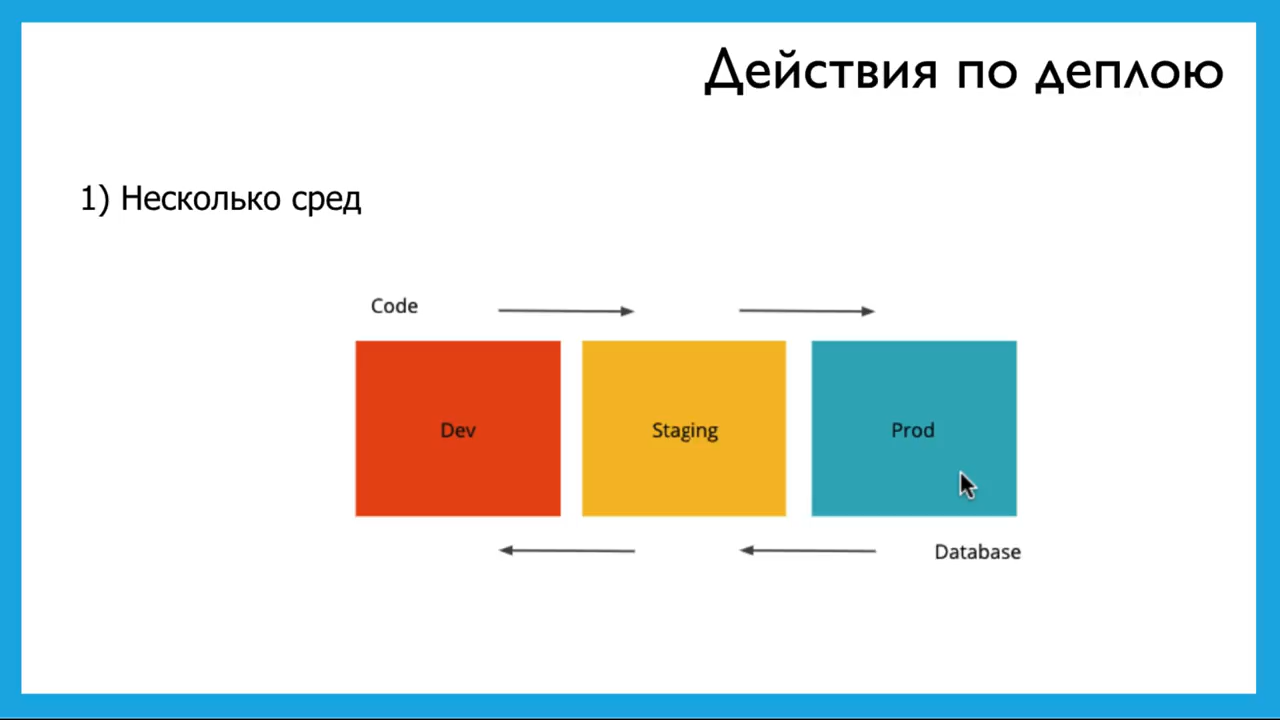 Действия по деплою
1) Несколько сред
Code
Dev
Staging
Prod
Database